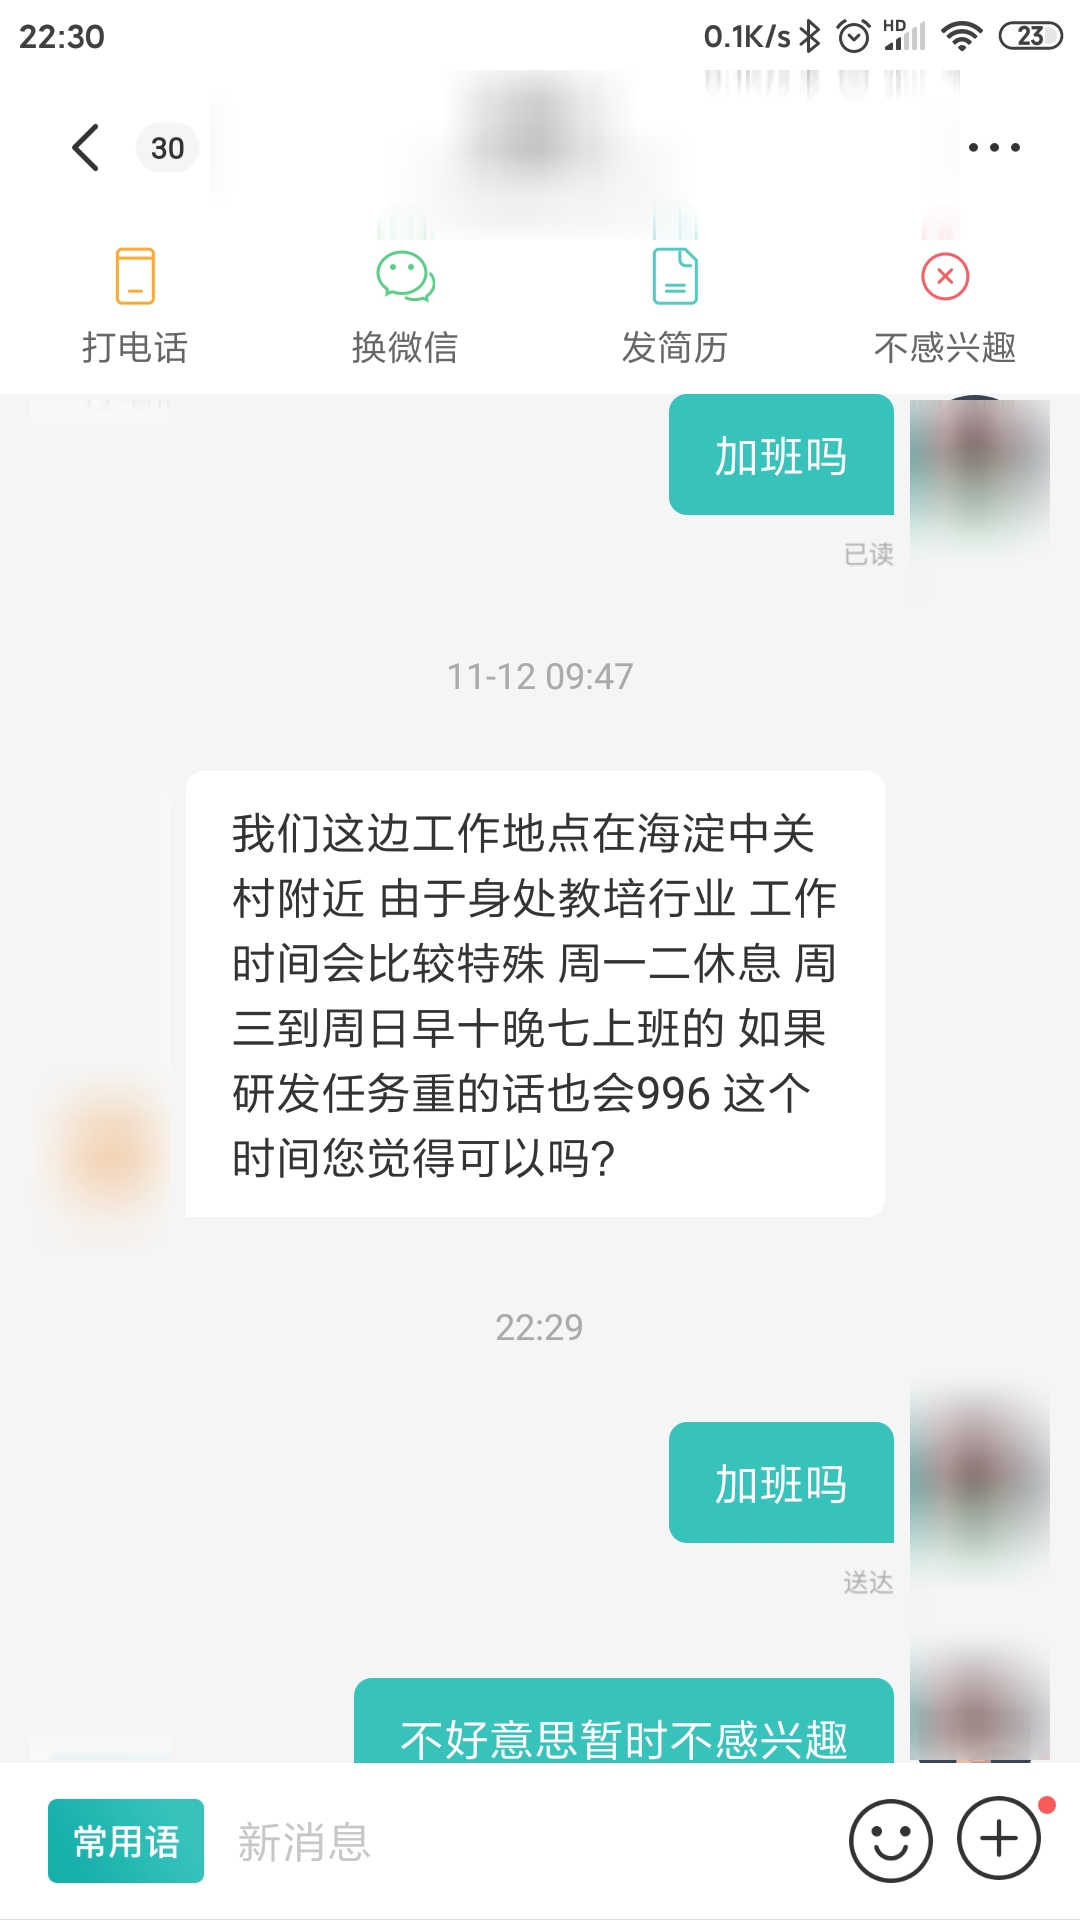 22:30
0.1K/s HD 23
30
打电话 换微信 发简历 不感兴趣
加班吗
已读
11-12 09:47
我们这边工作地点在海淀中关
村附近 由于身处教培行业 工作
时间会比较特殊 周一二休息 周
三到周日早十晚七上班的 如果
研发任务重的话也会996 这个
时间您觉得可以吗?
22:29
加班吗
送达
不好意思暂时不感兴趣
常用语 新消息